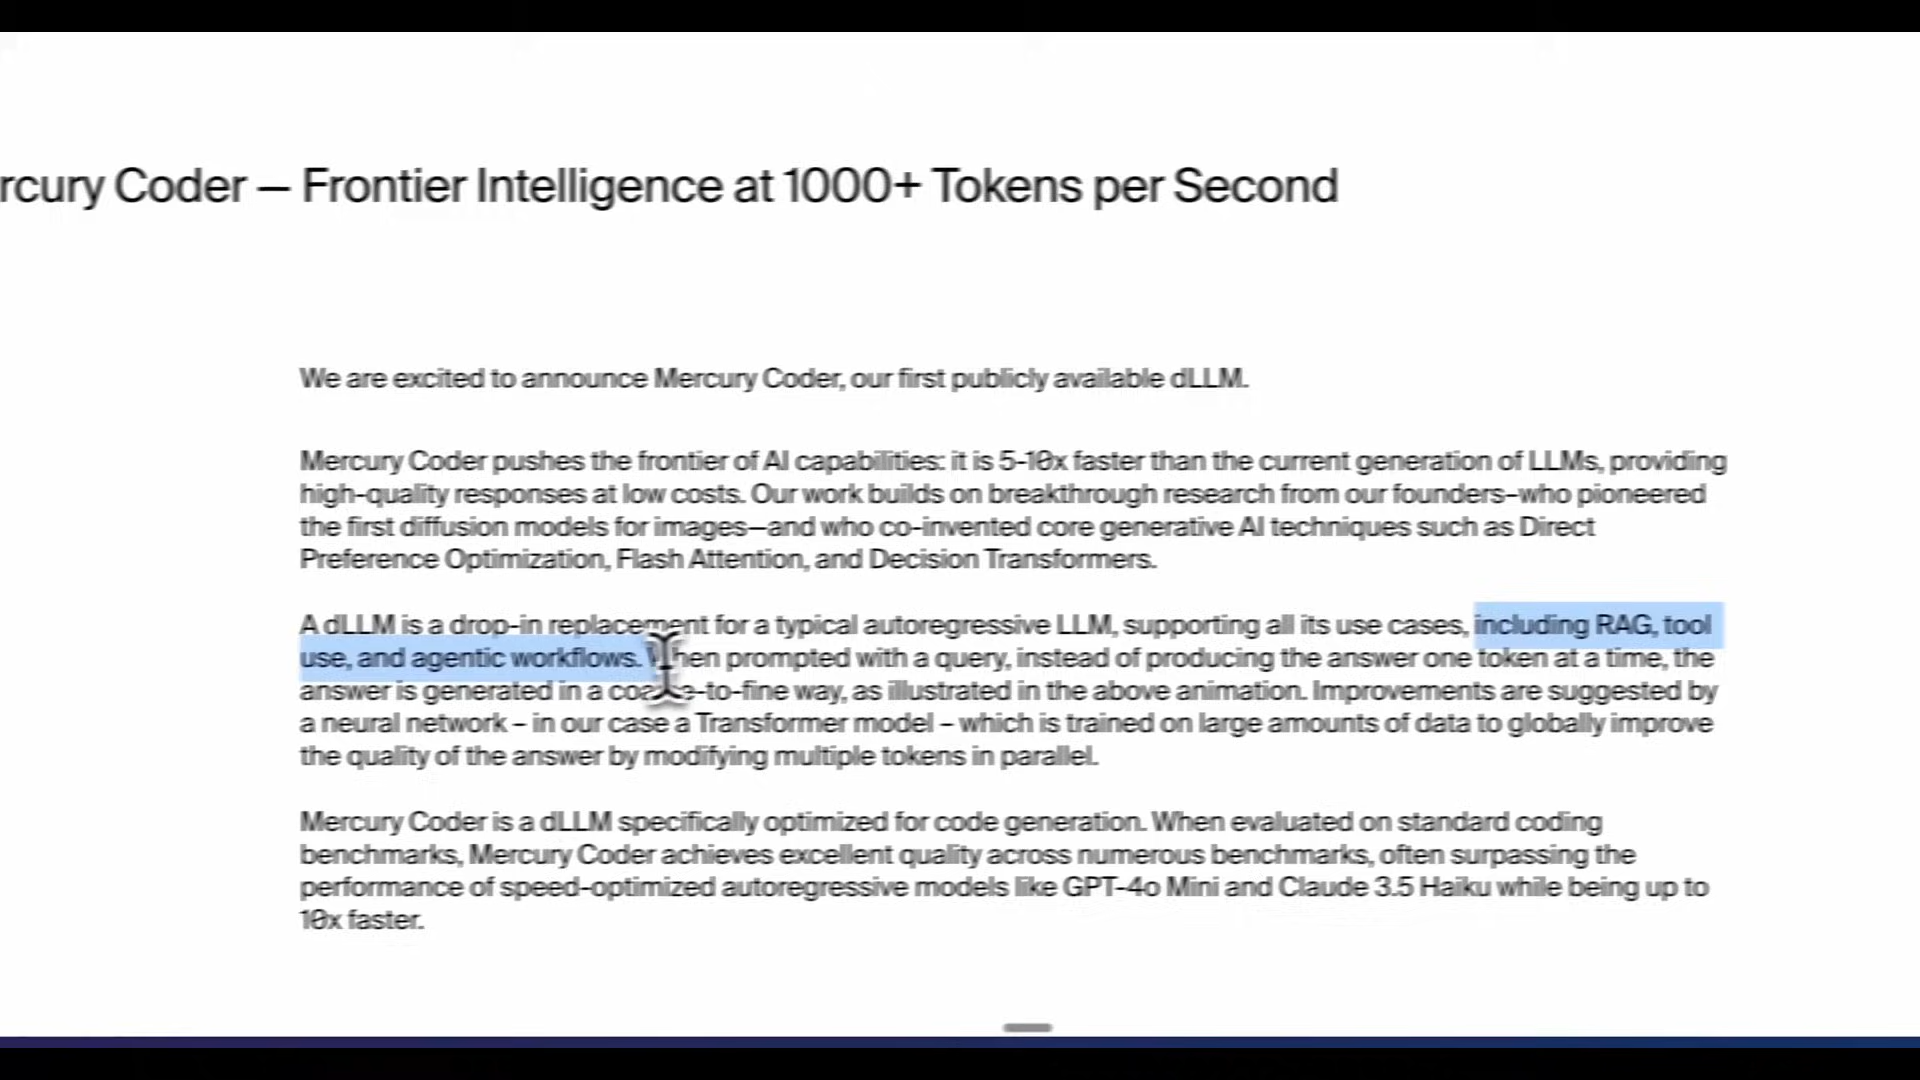 rcury Coder — Frontier Intelligence at 1000+ Tokens per Second
We are excited to announce Mercury Coder, our first publicly available dLLM.
Mercury Coder pushes the frontier of AI capabilities: it is 5-10x faster than the current generation of LLMs, providing
high-quality responses at low costs. Our work builds on breakthrough research from our founders–who pioneered
the first diffusion models for images—and who co-invented core generative AI techniques such as Direct
Preference Optimization, Flash Attention, and Decision Transformers.
A dLLM is a drop-in replacement for a typical autoregressive LLM, supporting all its use cases, including RAG, tool
use, and agentic workflows. When prompted with a query, instead of producing the answer one token at a time, the
answer is generated in a coarse-to-fine way, as illustrated in the above animation. Improvements are suggested by
a neural network – in our case a Transformer model – which is trained on large amounts of data to globally improve
the quality of the answer by modifying multiple tokens in parallel.
Mercury Coder is a dLLM specifically optimized for code generation. When evaluated on standard coding
benchmarks, Mercury Coder achieves excellent quality across numerous benchmarks, often surpassing the
performance of speed-optimized autoregressive models like GPT-4o Mini and Claude 3.5 Haiku while being up to
10x faster.